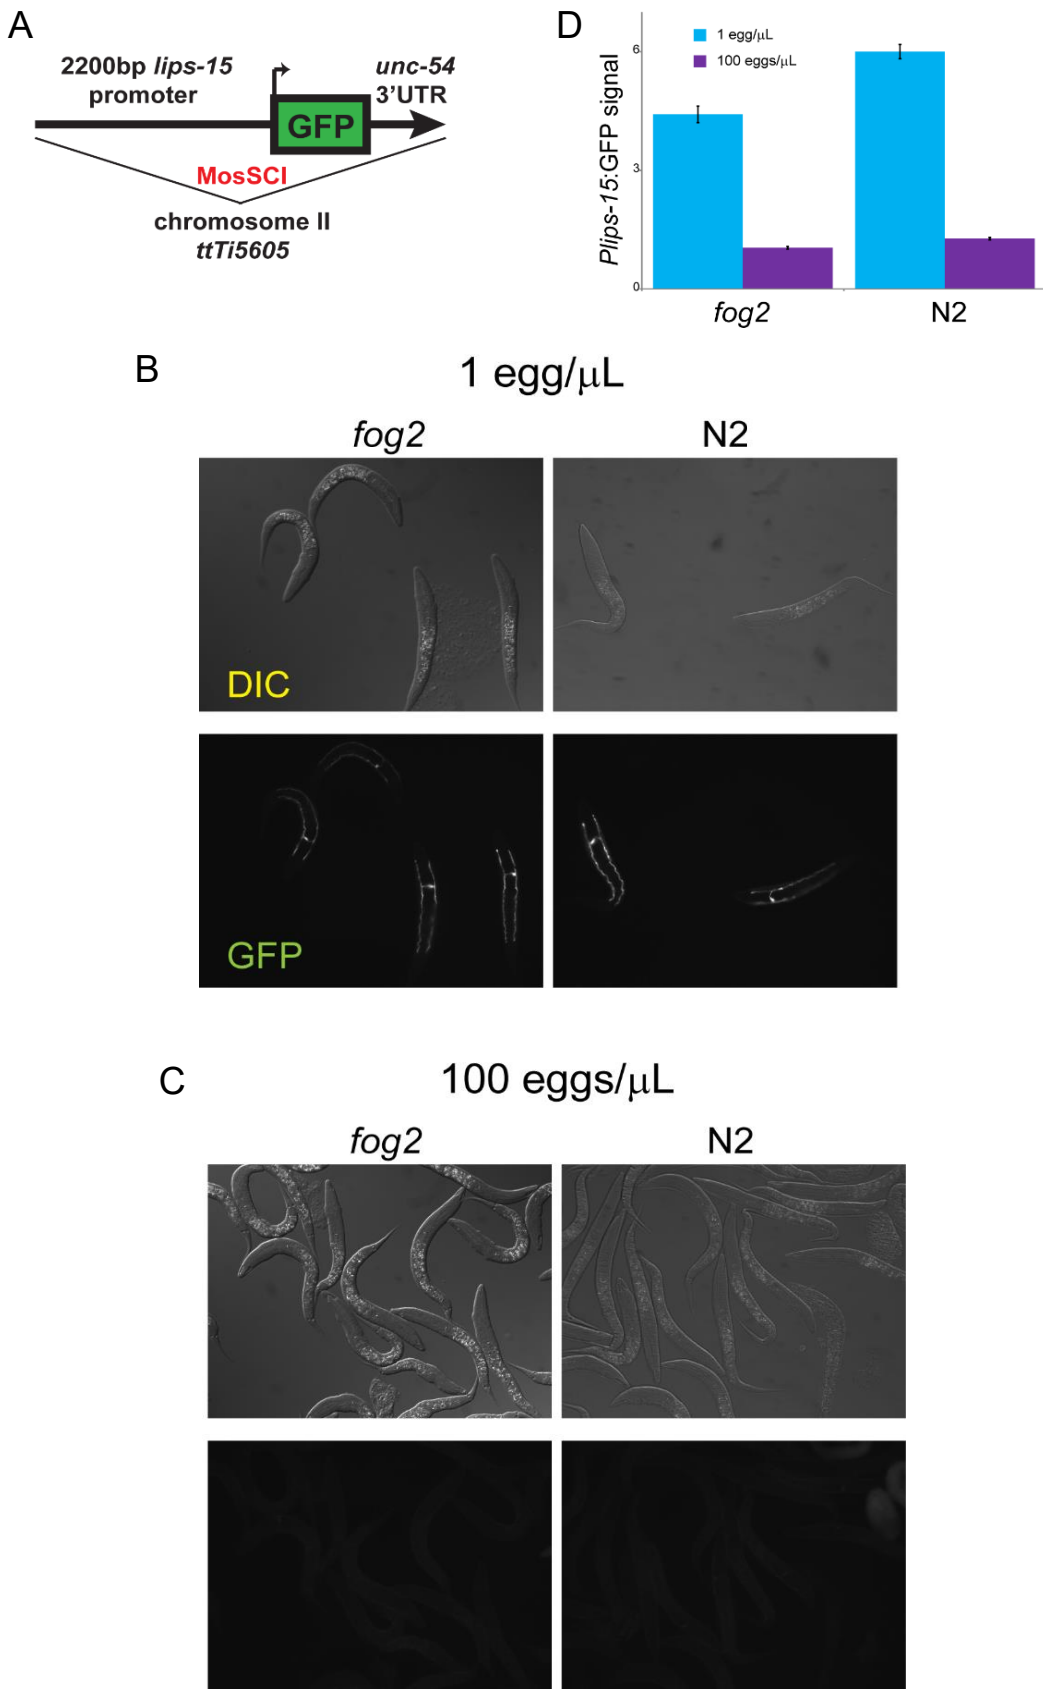 A
2200bp lips-15
promoter
unc-54
3'UTR
GFP
MosSCI
chromosome II
ttTi5605
D
Plips-15:GFP signal
6
3
0
1 egg/μL
100 eggs/μL
fog2
N2
B
1 egg/μL
fog2
N2
DIC
GFP
C
100 eggs/μL
fog2
N2